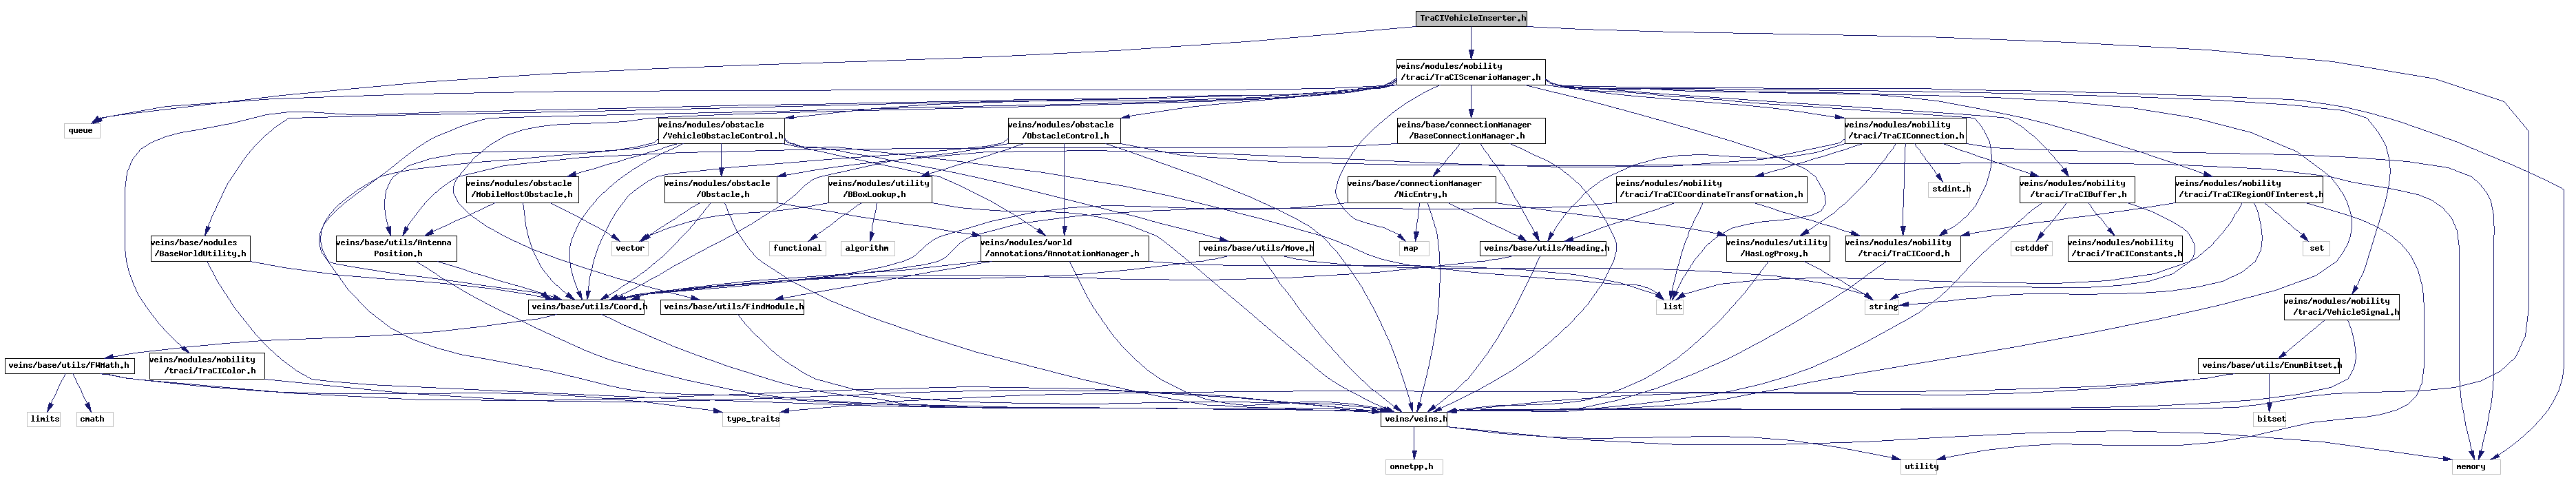 TraCIVehicleInserter.h
veins/modules/mobility
/traci/TraCIScenarioManager.h
queue
veins/modules/obstacle
/VehicleObstacleControl.h
veins/modules/obstacle
/ObstacleControl.h
veins/base/connectionManager
/BaseConnectionManager.h
veins/modules/mobility
/traci/TraCIConnection.h
veins/modules/obstacle
/MobileHostObstacle.h
veins/modules/obstacle
/Obstacle.h
veins/modules/utility
/BBoxLookup.h
veins/base/connectionManager
/NicEntry.h
veins/modules/mobility
/traci/TraCICoordinateTransformation.h
stdint.h
veins/modules/mobility
/traci/TraCIBuffer.h
veins/modules/mobility
/traci/TraCIRegionOfInterest.h
veins/base/modules
/BaseWorldUtility.h
veins/base/utils/Antenna
Position.h
vector
functional
algorithm
veins/modules/world
/annotations/AnnotationManager.h
veins/base/utils/Move.h
map
veins/base/utils/Heading.h
veins/modules/utility
/HasLogProxy.h
veins/modules/mobility
/traci/TraCICoord.h
cstddef
veins/modules/mobility
/traci/TraCIConstants.h
set
veins/base/utils/Coord.h
veins/base/utils/FindModule.h
list
string
veins/modules/mobility
/traci/VehicleSignal.h
veins/base/utils/FWMath.h
veins/modules/mobility
/traci/TraCIColor.h
veins/base/utils/EnumBitset.h
limits
cmath
type_traits
veins/veins.h
bitset
omnetpp.h
utility
memory